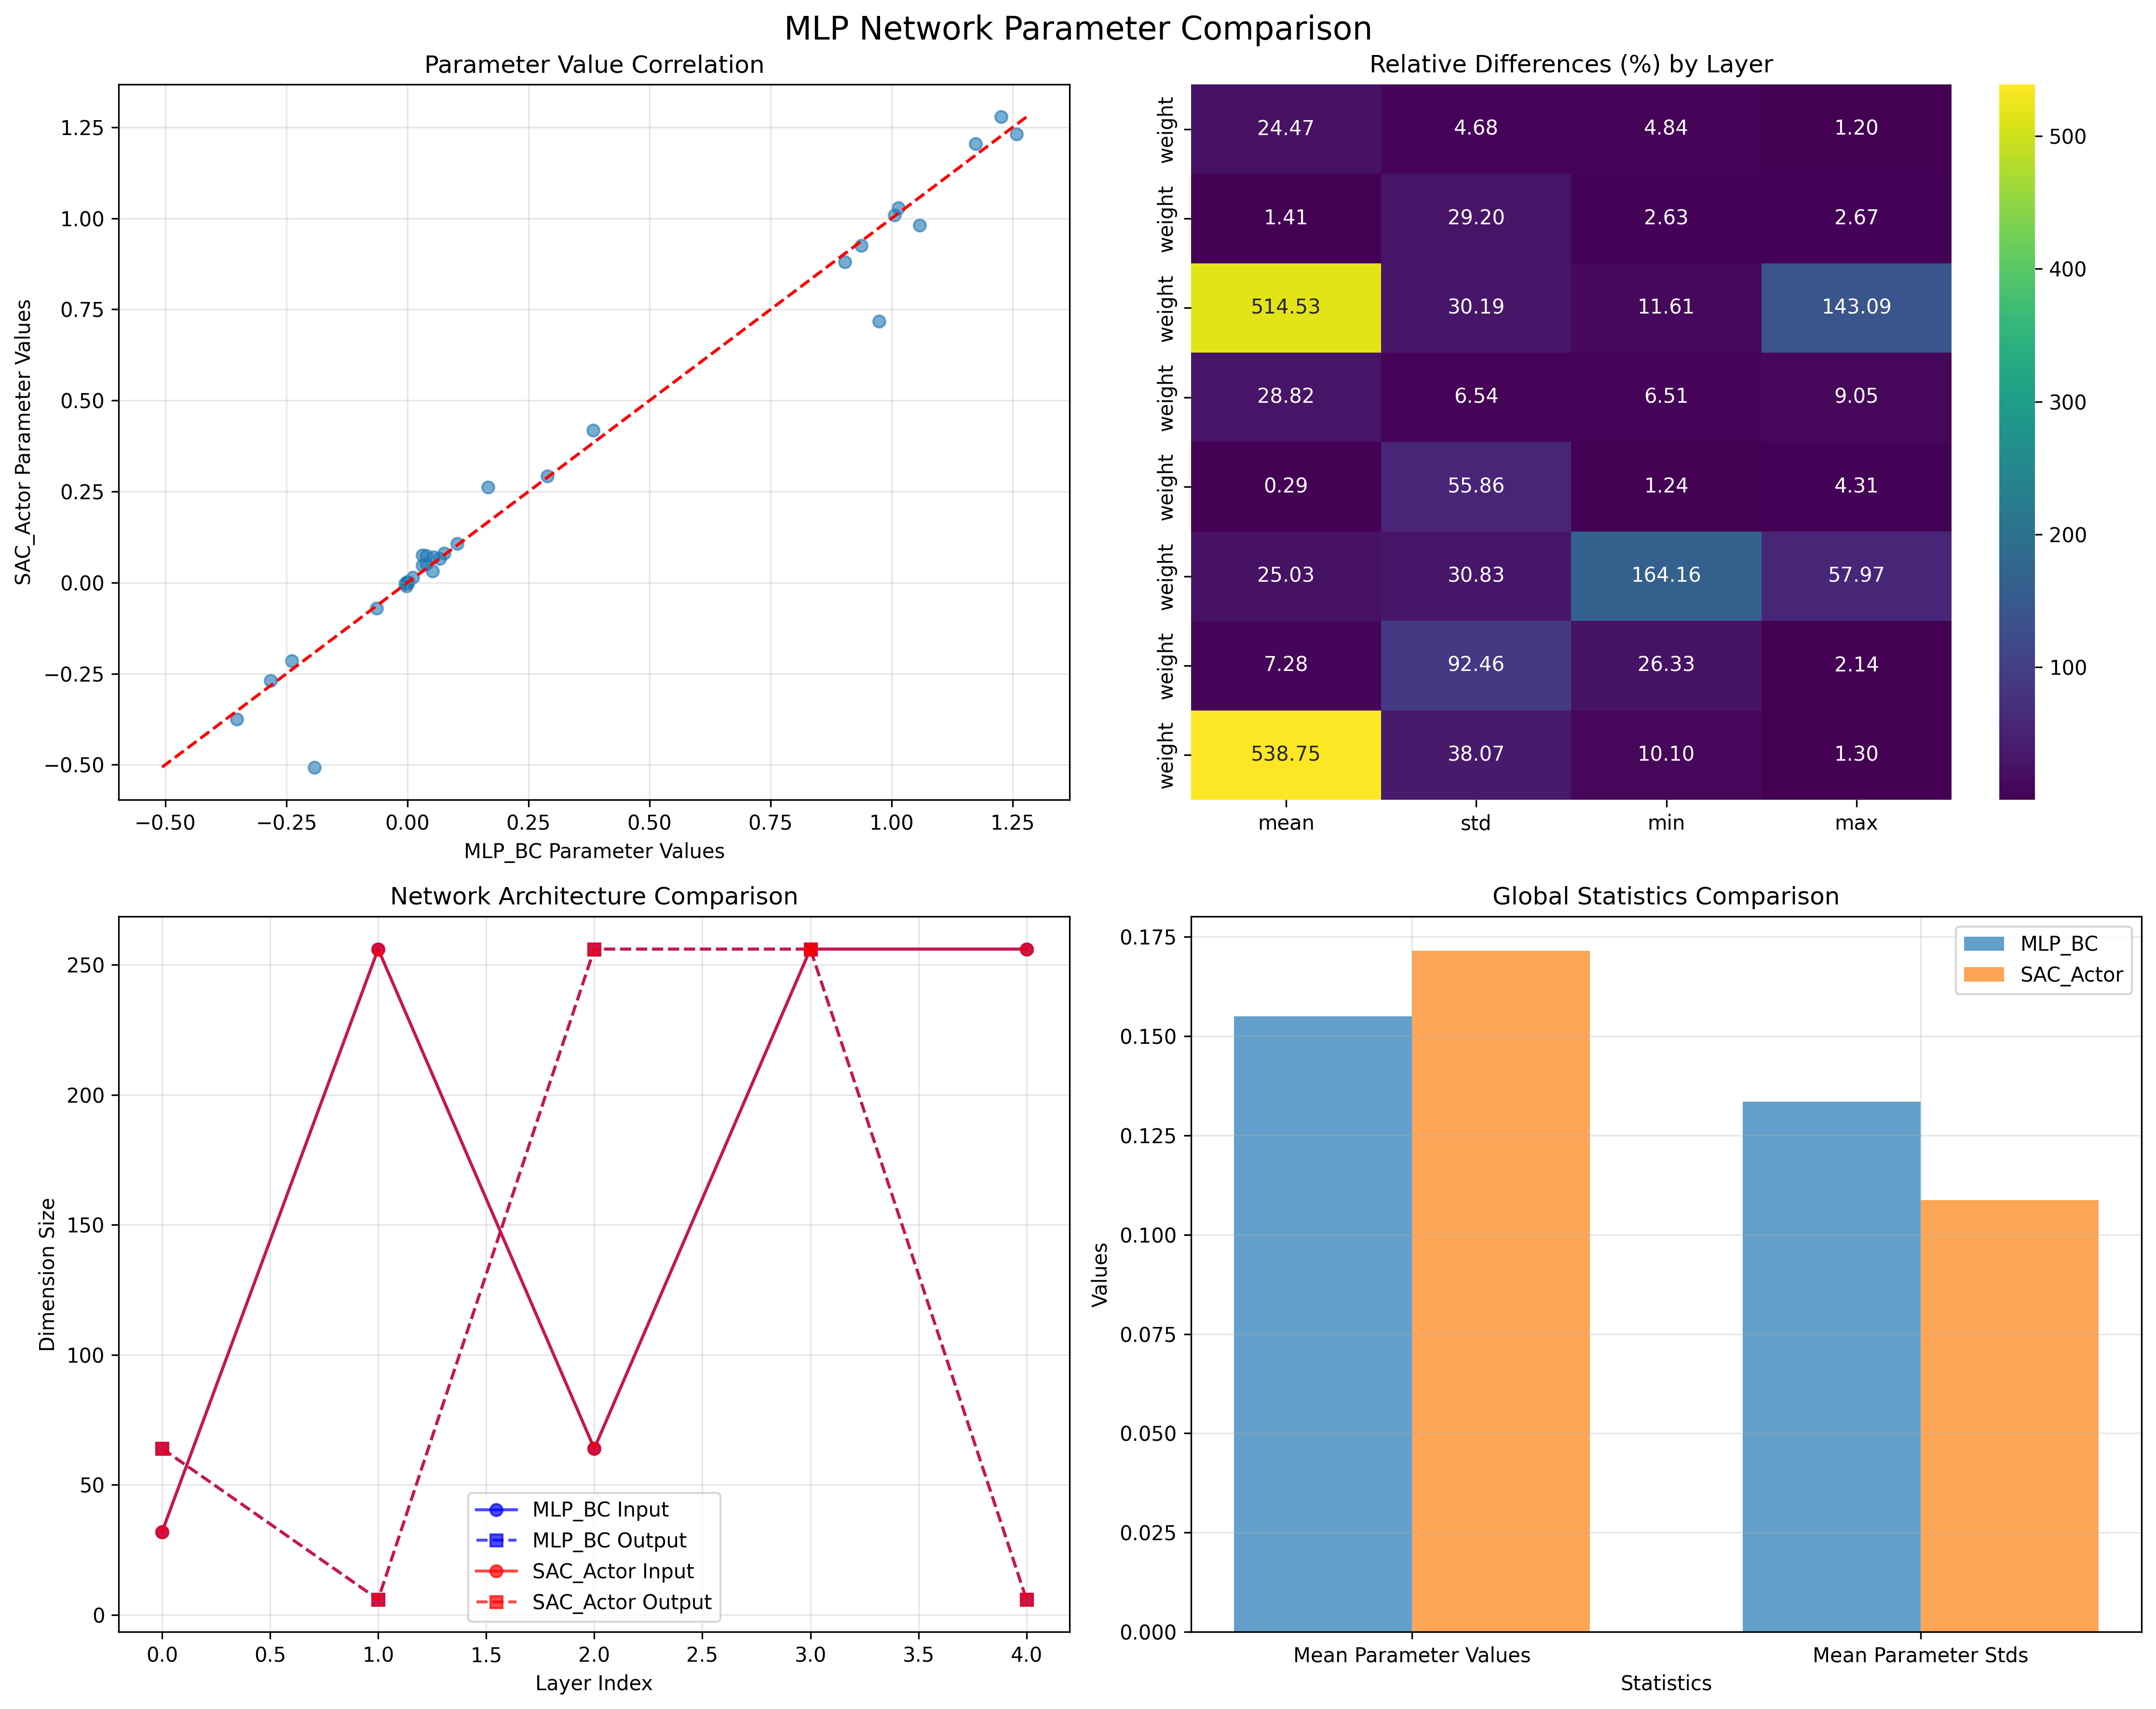 MLP Network Parameter Comparison
Parameter Value Correlation
1.25
1.00
0.75
0.50
0.25
0.00
−0.25
−0.50
SAC_Actor Parameter Values
−0.50 −0.25 0.00 0.25 0.50 0.75 1.00 1.25
MLP_BC Parameter Values
Relative Differences (%) by Layer
weight 24.47 4.68 4.84 1.20
weight 1.41 29.20 2.63 2.67
weight 514.53 30.19 11.61 143.09
weight 28.82 6.54 6.51 9.05
weight 0.29 55.86 1.24 4.31
weight 25.03 30.83 164.16 57.97
weight 7.28 92.46 26.33 2.14
weight 538.75 38.07 10.10 1.30
mean std min max
500
400
300
200
100
Network Architecture Comparison
250
200
150
100
50
0
Dimension Size
MLP_BC Input
MLP_BC Output
SAC_Actor Input
SAC_Actor Output
0.0 0.5 1.0 1.5 2.0 2.5 3.0 3.5 4.0
Layer Index
Global Statistics Comparison
MLP_BC
SAC_Actor
0.175
0.150
0.125
0.100
0.075
0.050
0.025
0.000
Values
Mean Parameter Values Mean Parameter Stds
Statistics